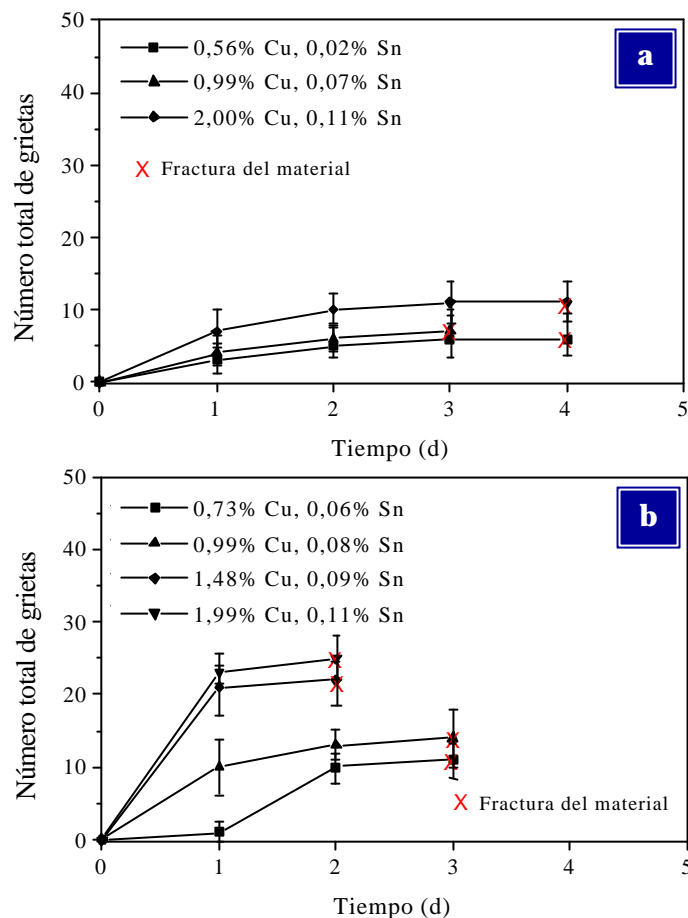 50
40
30
20
10
0
Número total de grietas
0,56% Cu, 0,02% Sn
0,99% Cu, 0,07% Sn
2,00% Cu, 0,11% Sn
X Fractura del material
a
0 1 2 3 4 5
Tiempo (d)
50
40
30
20
10
0
Número total de grietas
0,73% Cu, 0,06% Sn
0,99% Cu, 0,08% Sn
1,48% Cu, 0,09% Sn
1,99% Cu, 0,11% Sn
b
X Fractura del material
0 1 2 3 4 5
Tiempo (d)